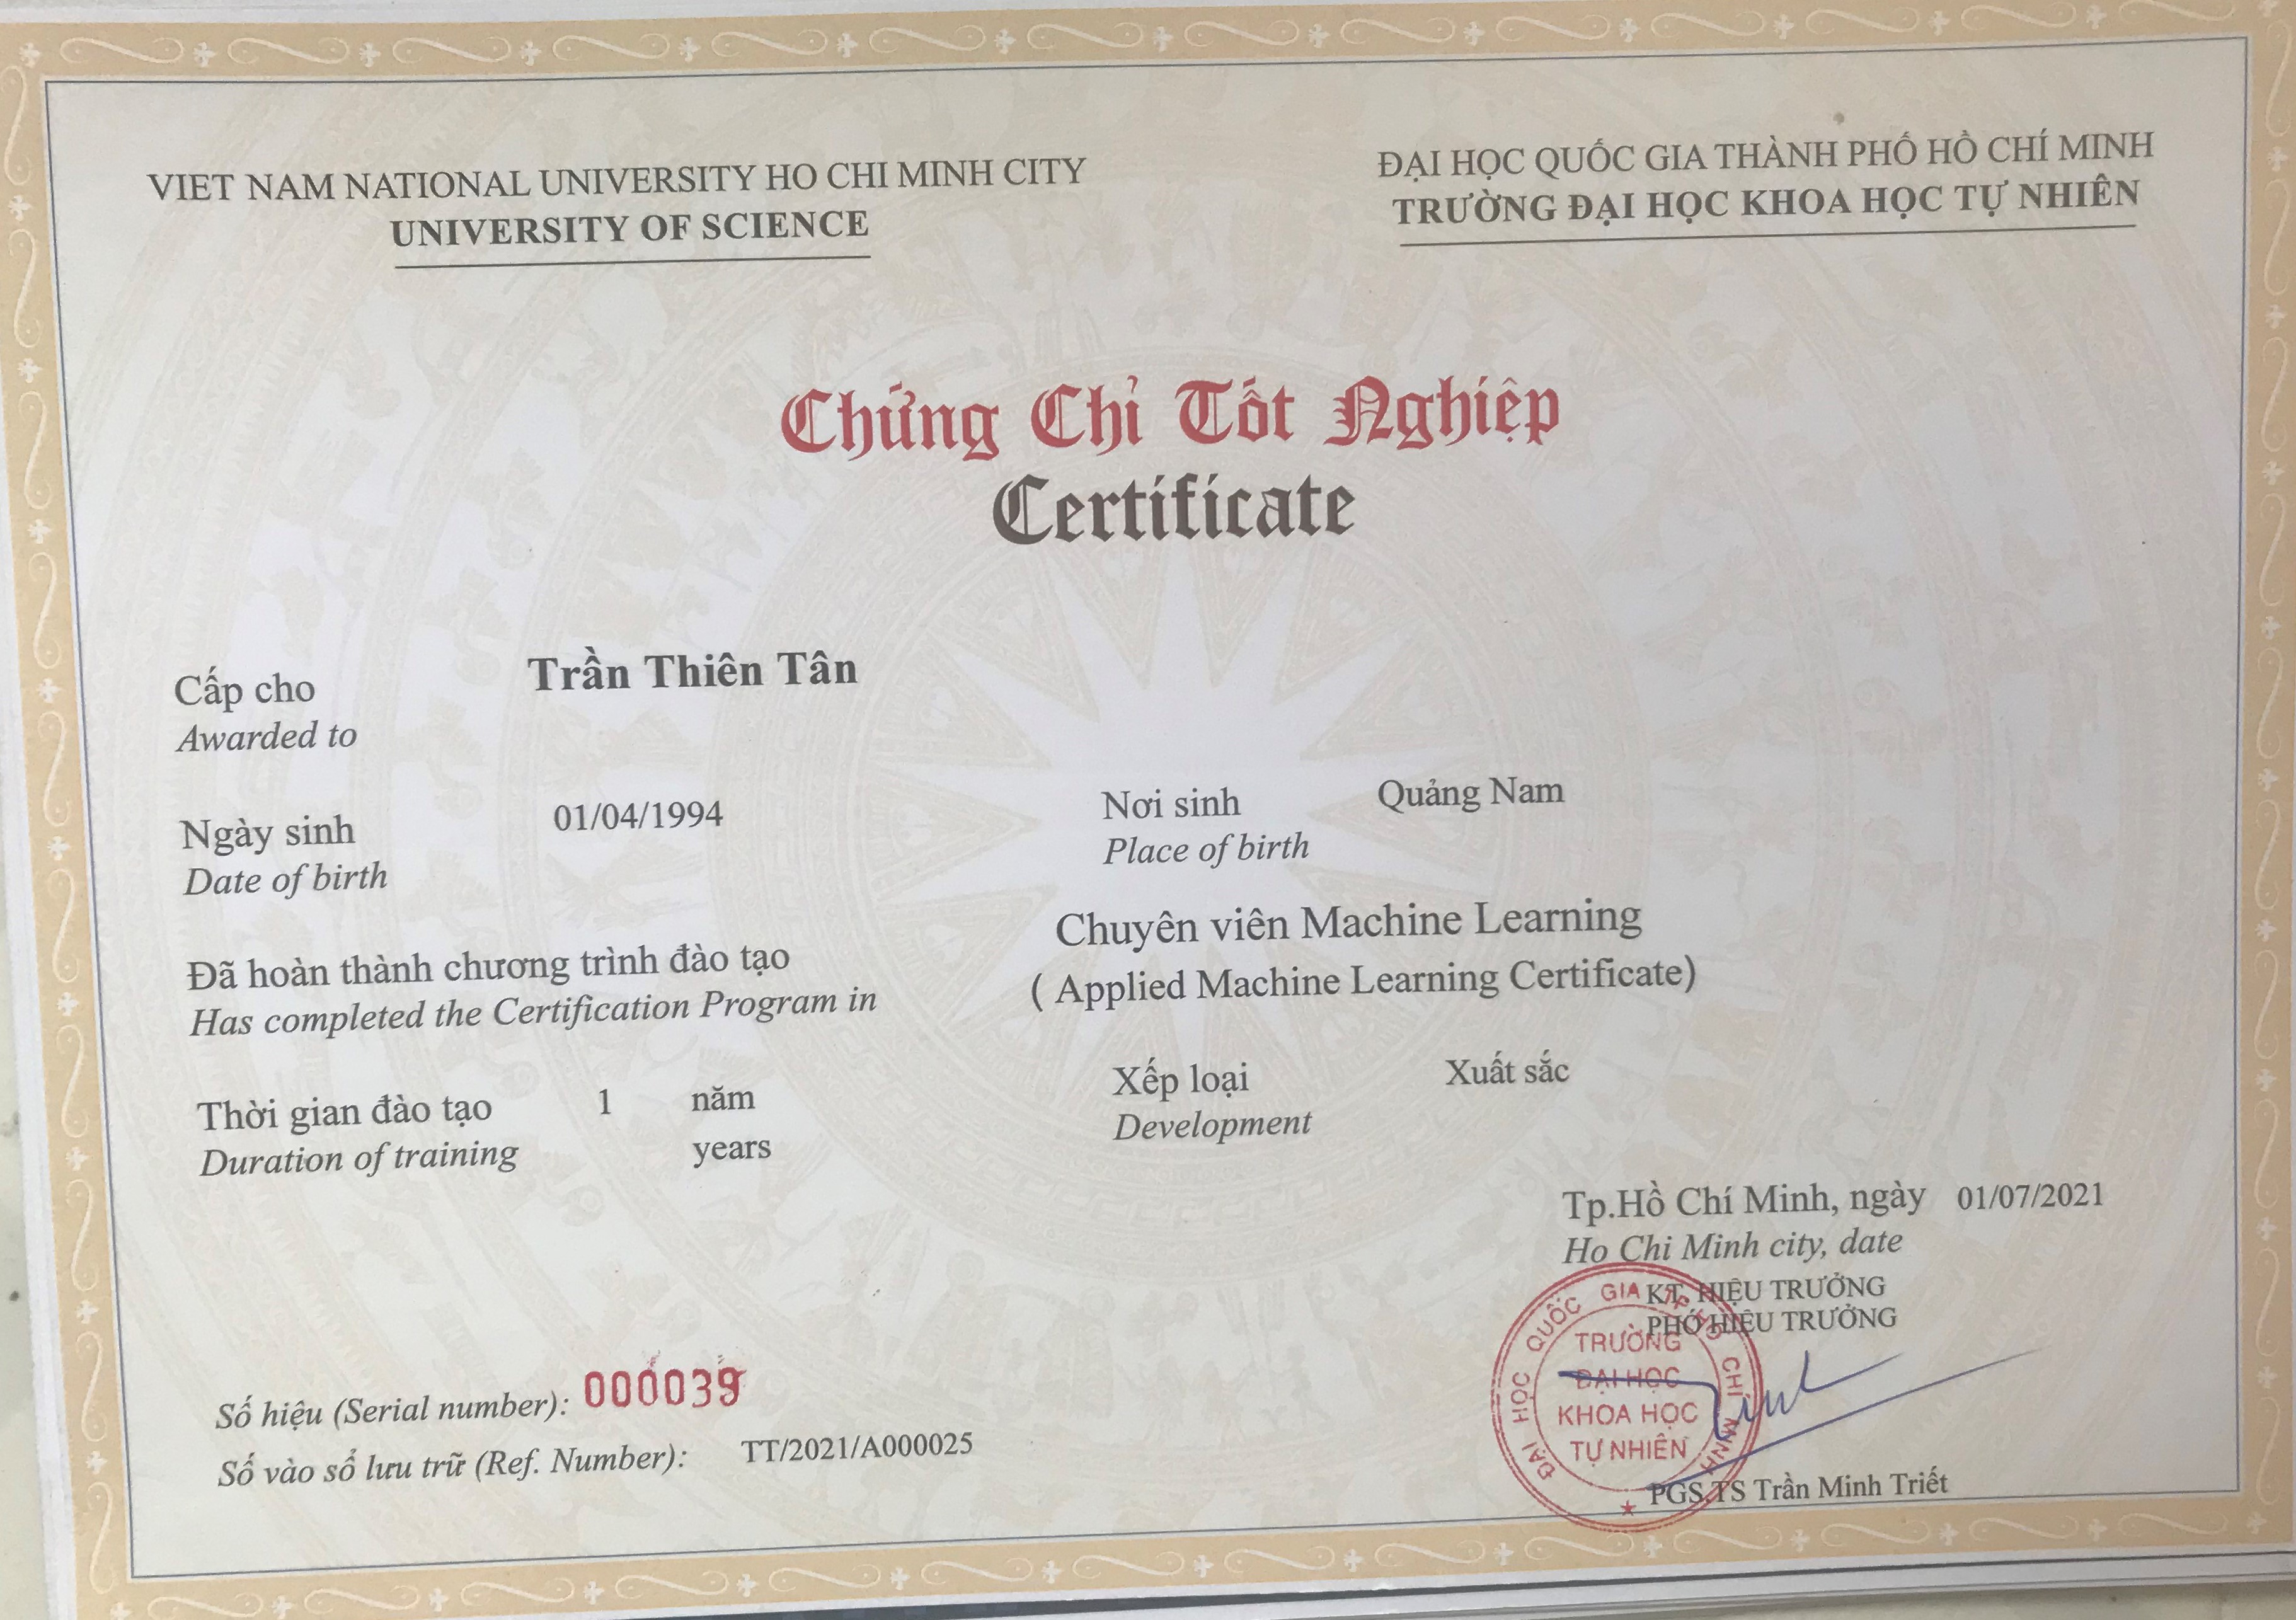 VIET NAM NATIONAL UNIVERSITY HO CHI MINH CITY
UNIVERSITY OF SCIENCE
ĐẠI HỌC QUỐC GIA THÀNH PHỐ HỒ CHÍ MINH
TRƯỜNG ĐẠI HỌC KHOA HỌC TỰ NHIÊN
Chứng Chỉ Tốt Nghiệp
Certificate
Cấp cho Trần Thiên Tân
Awarded to
Ngày sinh 01/04/1994 Nơi sinh Quảng Nam
Date of birth Place of birth
Đã hoàn thành chương trình đào tạo Chuyên viên Machine Learning
Has completed the Certification Program in ( Applied Machine Learning Certificate)
Thời gian đào tạo 1 năm Xếp loại Xuất sắc
Duration of training years Development
Tp.Hồ Chí Minh, ngày 01/07/2021
Ho Chi Minh city, date
KT. HIỆU TRƯỞNG
PHÓ HIỆU TRƯỞNG
ĐẠI HỌC QUỐC GIA TP HỒ CHÍ MINH
TRƯỜNG
ĐẠI HỌC
KHOA HỌC
TỰ NHIÊN
PGS.TS Trần Minh Triết
Số hiệu (Serial number): 000039
Số vào sổ lưu trữ (Ref. Number): TT/2021/A000025